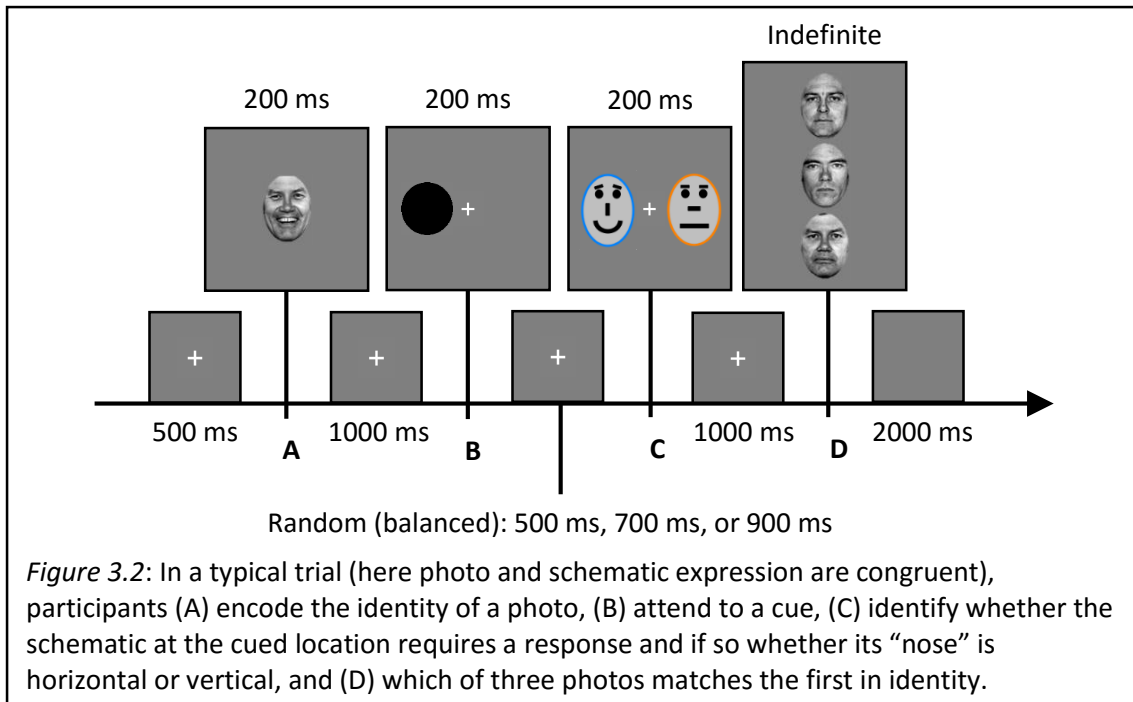 Indefinite
200 ms
200 ms
200 ms
500 ms
A
1000 ms
B
C
1000 ms
D
2000 ms
Random (balanced): 500 ms, 700 ms, or 900 ms
Figure 3.2: In a typical trial (here photo and schematic expression are congruent),
participants (A) encode the identity of a photo, (B) attend to a cue, (C) identify whether the
schematic at the cued location requires a response and if so whether its “nose” is
horizontal or vertical, and (D) which of three photos matches the first in identity.